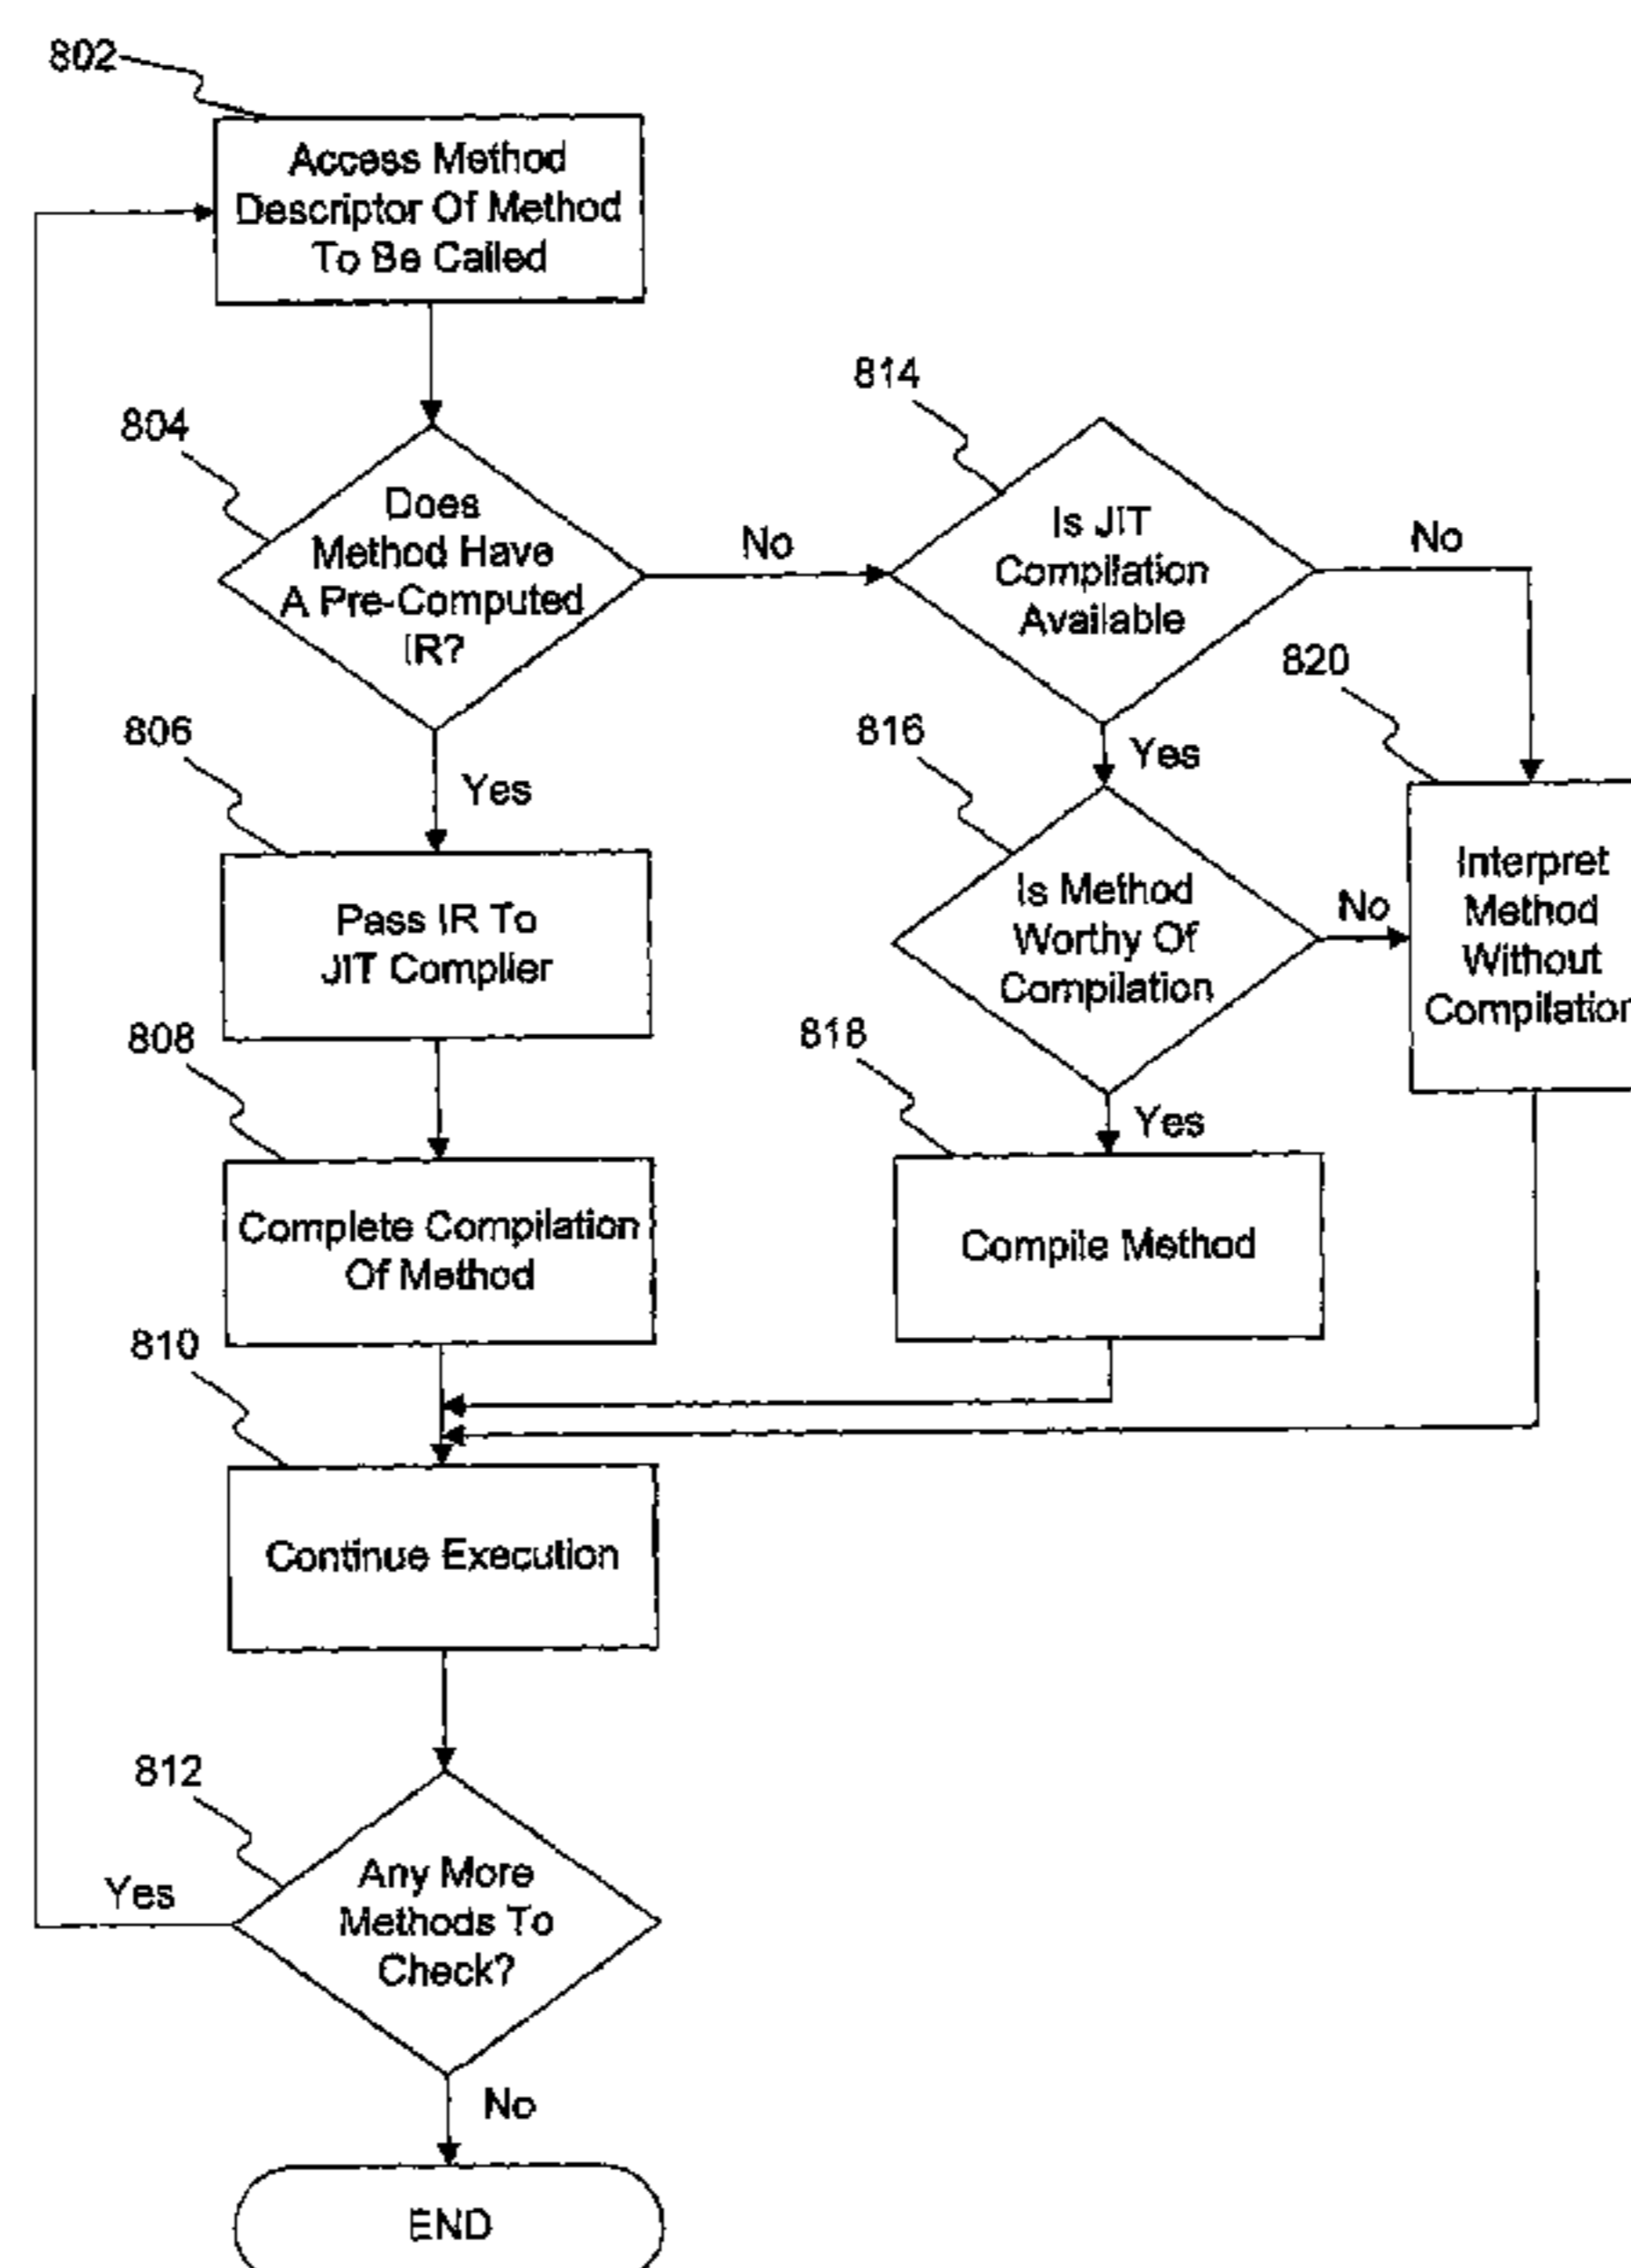 802
Access Method
Descriptor Of Method
To Be Called
804
Does
Method Have
A Pre-Computed
IR?
No
814
Is JIT
Compilation
Available
No
820
Yes
806
Pass IR To
JIT Complier
Yes
816
Is Method
Worthy Of
Compilation
No
Interpret
Method
Without
Compilation
808
Complete Compilation
Of Method
Yes
818
Compile Method
810
Continue Execution
812
Any More
Methods To
Check?
Yes
No
END